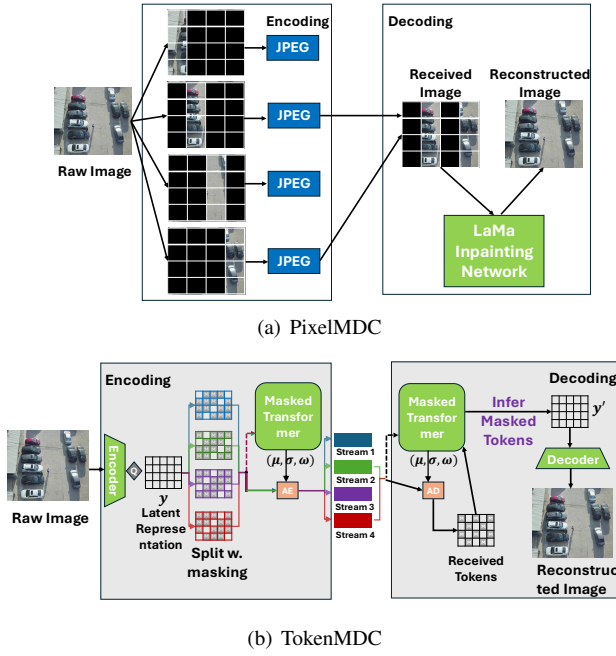 Encoding
Decoding
JPEG
JPEG
JPEG
JPEG
Raw Image
Received
Image
Reconstructed
Image
LaMa
Inpainting
Network
(a) PixelMDC
Encoding
Decoding
Raw Image
Encoder
Q
y
Latent
Represe
ntation
Split w.
masking
Masked
Transfor
mer
(μ, σ, ω)
AE
Stream 1
Stream 2
Stream 3
Stream 4
Masked
Transfor
mer
(μ, σ, ω)
AD
Received
Tokens
Infer
Masked
Tokens
y'
Decoder
Reconstruc
ted Image
(b) TokenMDC